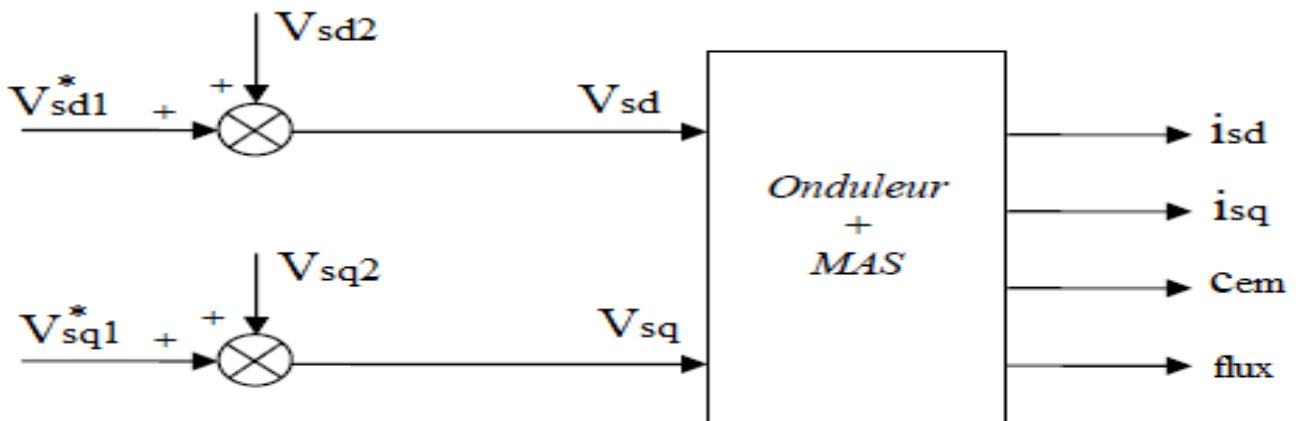 Vsd2
+
V*sd1
+
Vsd
isd
Onduleur
+
MAS
isq
Vsq2
+
V*sq1
+
Vsq
Cem
flux